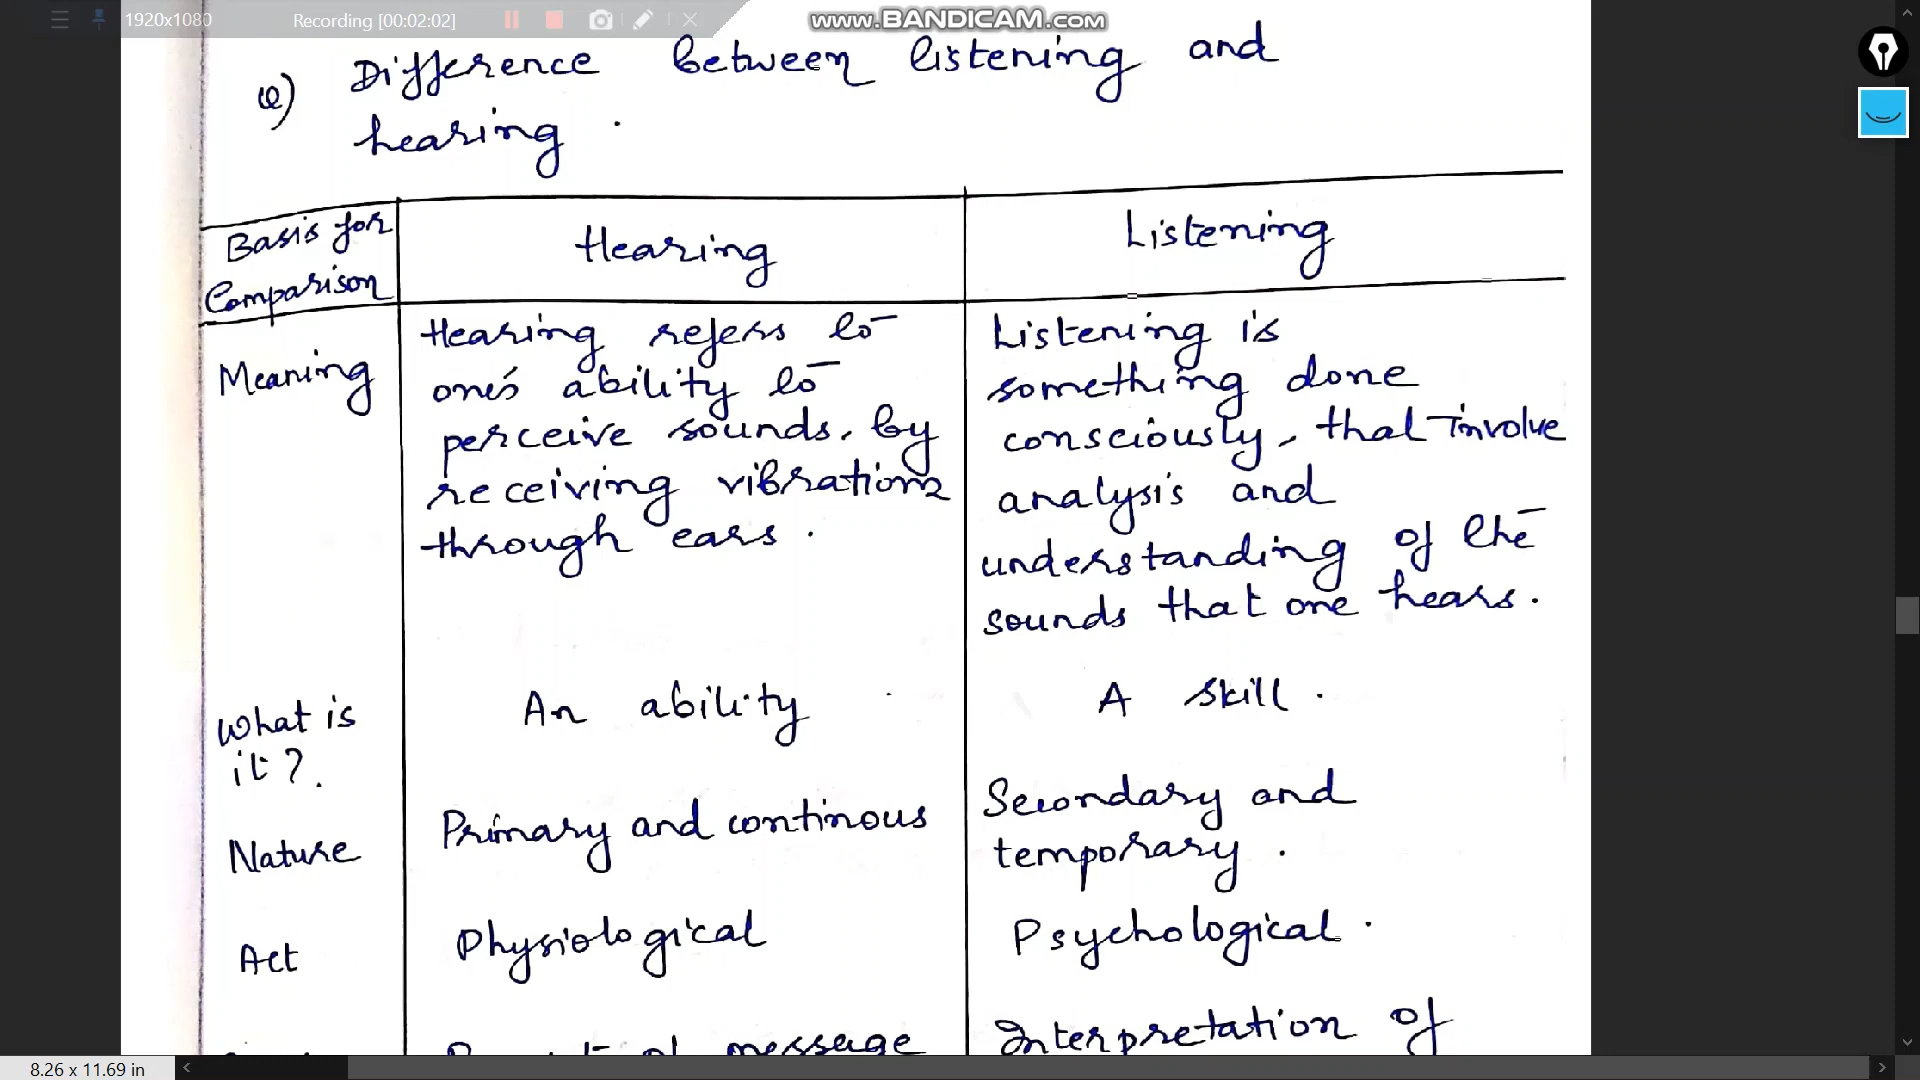 1920x1080
Recording [00:02:02]
www.BANDICAM.com
e) Difference between listening and
hearing.
Basis for
Comparison
Hearing
Listening
Meaning
Hearing refers to
one's ability to
perceive sounds, by
receiving vibrations
through ears.
Listening is
something done
consciously, that involve
analysis and
understanding of the
sounds that one hears.
What is
it?.
An ability
A skill.
Nature
Primary and continous
Secondary and
temporary.
Act
Physiological
Psychological.
message
Interpretation of
8.26 x 11.69 in